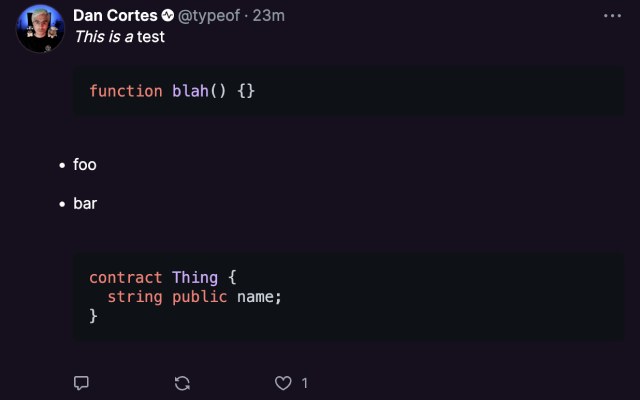 Dan Cortes @typeof · 23m
This is a test
function blah() {}
• foo
• bar
contract Thing {
  string public name;
}
1